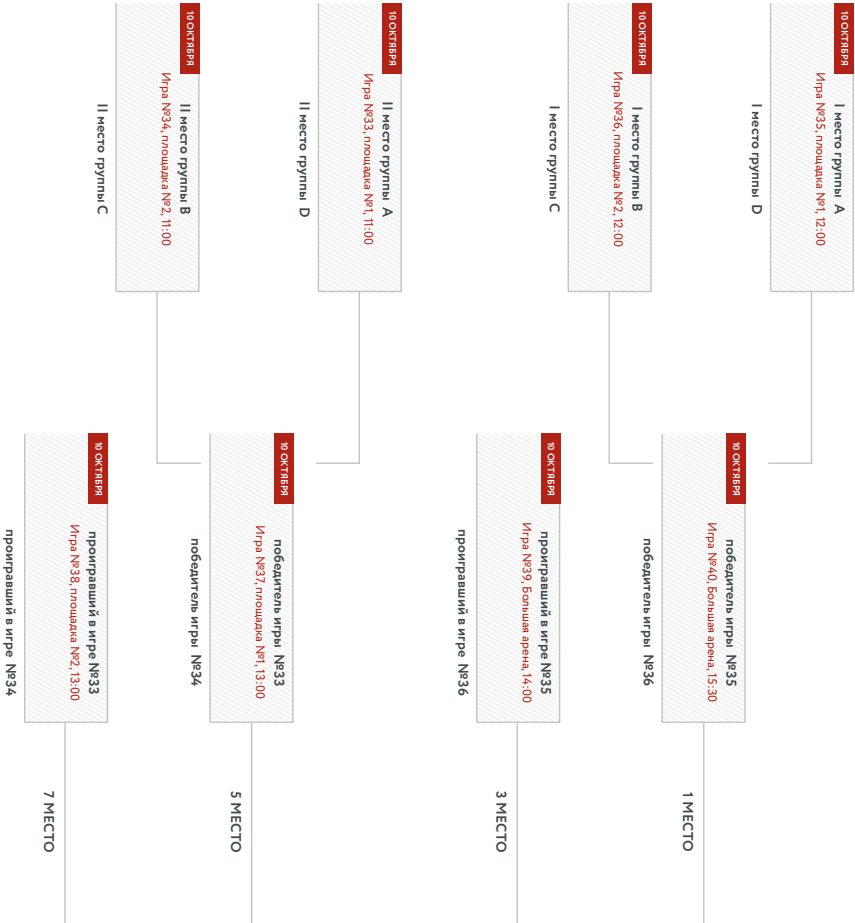 10 ОКТЯБРЯ
I место группы A
Игра №35, площадка №1, 12:00
I место группы D
10 ОКТЯБРЯ
I место группы B
Игра №36, площадка №2, 12:00
I место группы C
10 ОКТЯБРЯ
II место группы A
Игра №33, площадка №1, 11:00
II место группы D
10 ОКТЯБРЯ
II место группы B
Игра №34, площадка №2, 11:00
II место группы C
10 ОКТЯБРЯ
победитель игры №35
Игра №40, Большая арена, 15:30
победитель игры №36
1 МЕСТО
10 ОКТЯБРЯ
проигравший в игре №35
Игра №39, Большая арена, 14:00
проигравший в игре №36
3 МЕСТО
10 ОКТЯБРЯ
победитель игры №33
Игра №37, площадка №1, 13:00
победитель игры №34
5 МЕСТО
10 ОКТЯБРЯ
проигравший в игре №33
Игра №38, площадка №2, 13:00
проигравший в игре №34
7 МЕСТО